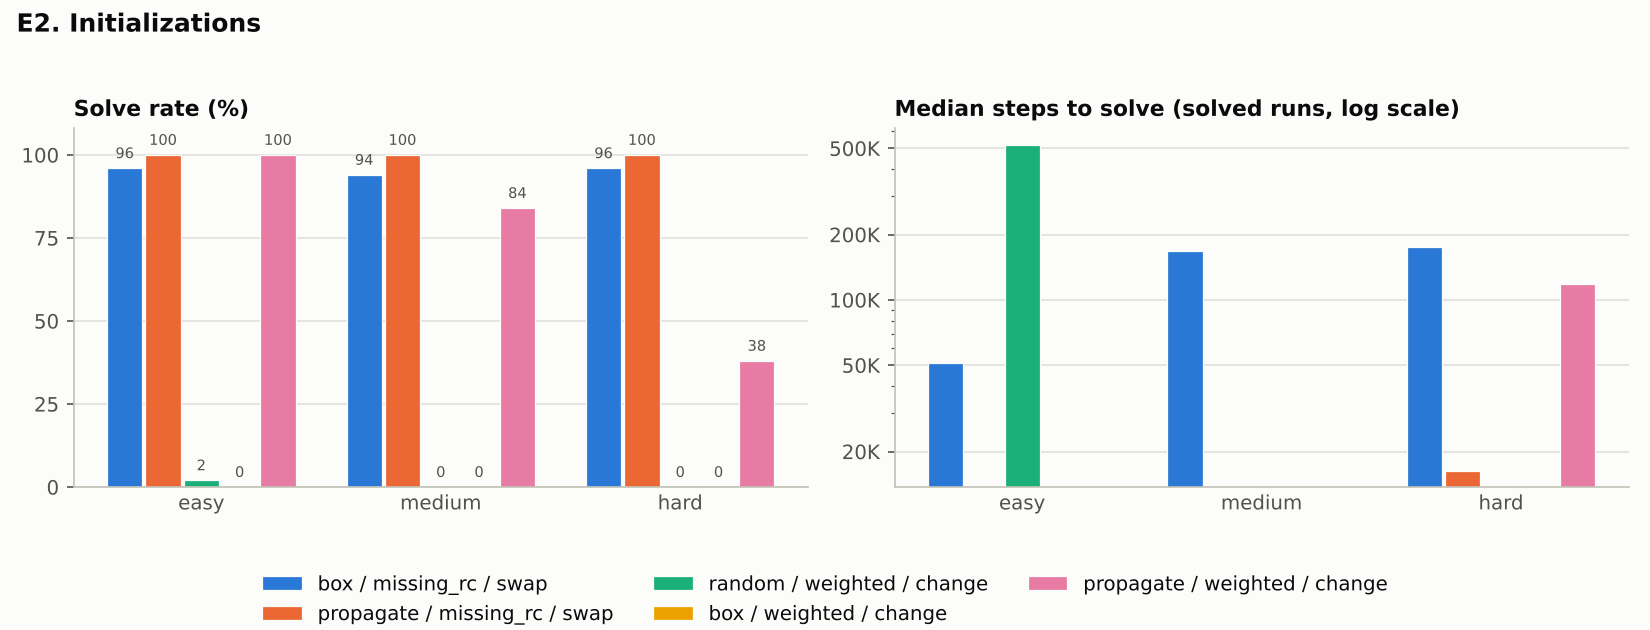 E2. Initializations
Solve rate (%)
100
75
50
25
0
96
100
2
0
100
94
100
0
0
84
96
100
0
0
38
easy
medium
hard
Median steps to solve (solved runs, log scale)
500K
200K
100K
50K
20K
easy
medium
hard
box / missing_rc / swap
propagate / missing_rc / swap
random / weighted / change
box / weighted / change
propagate / weighted / change